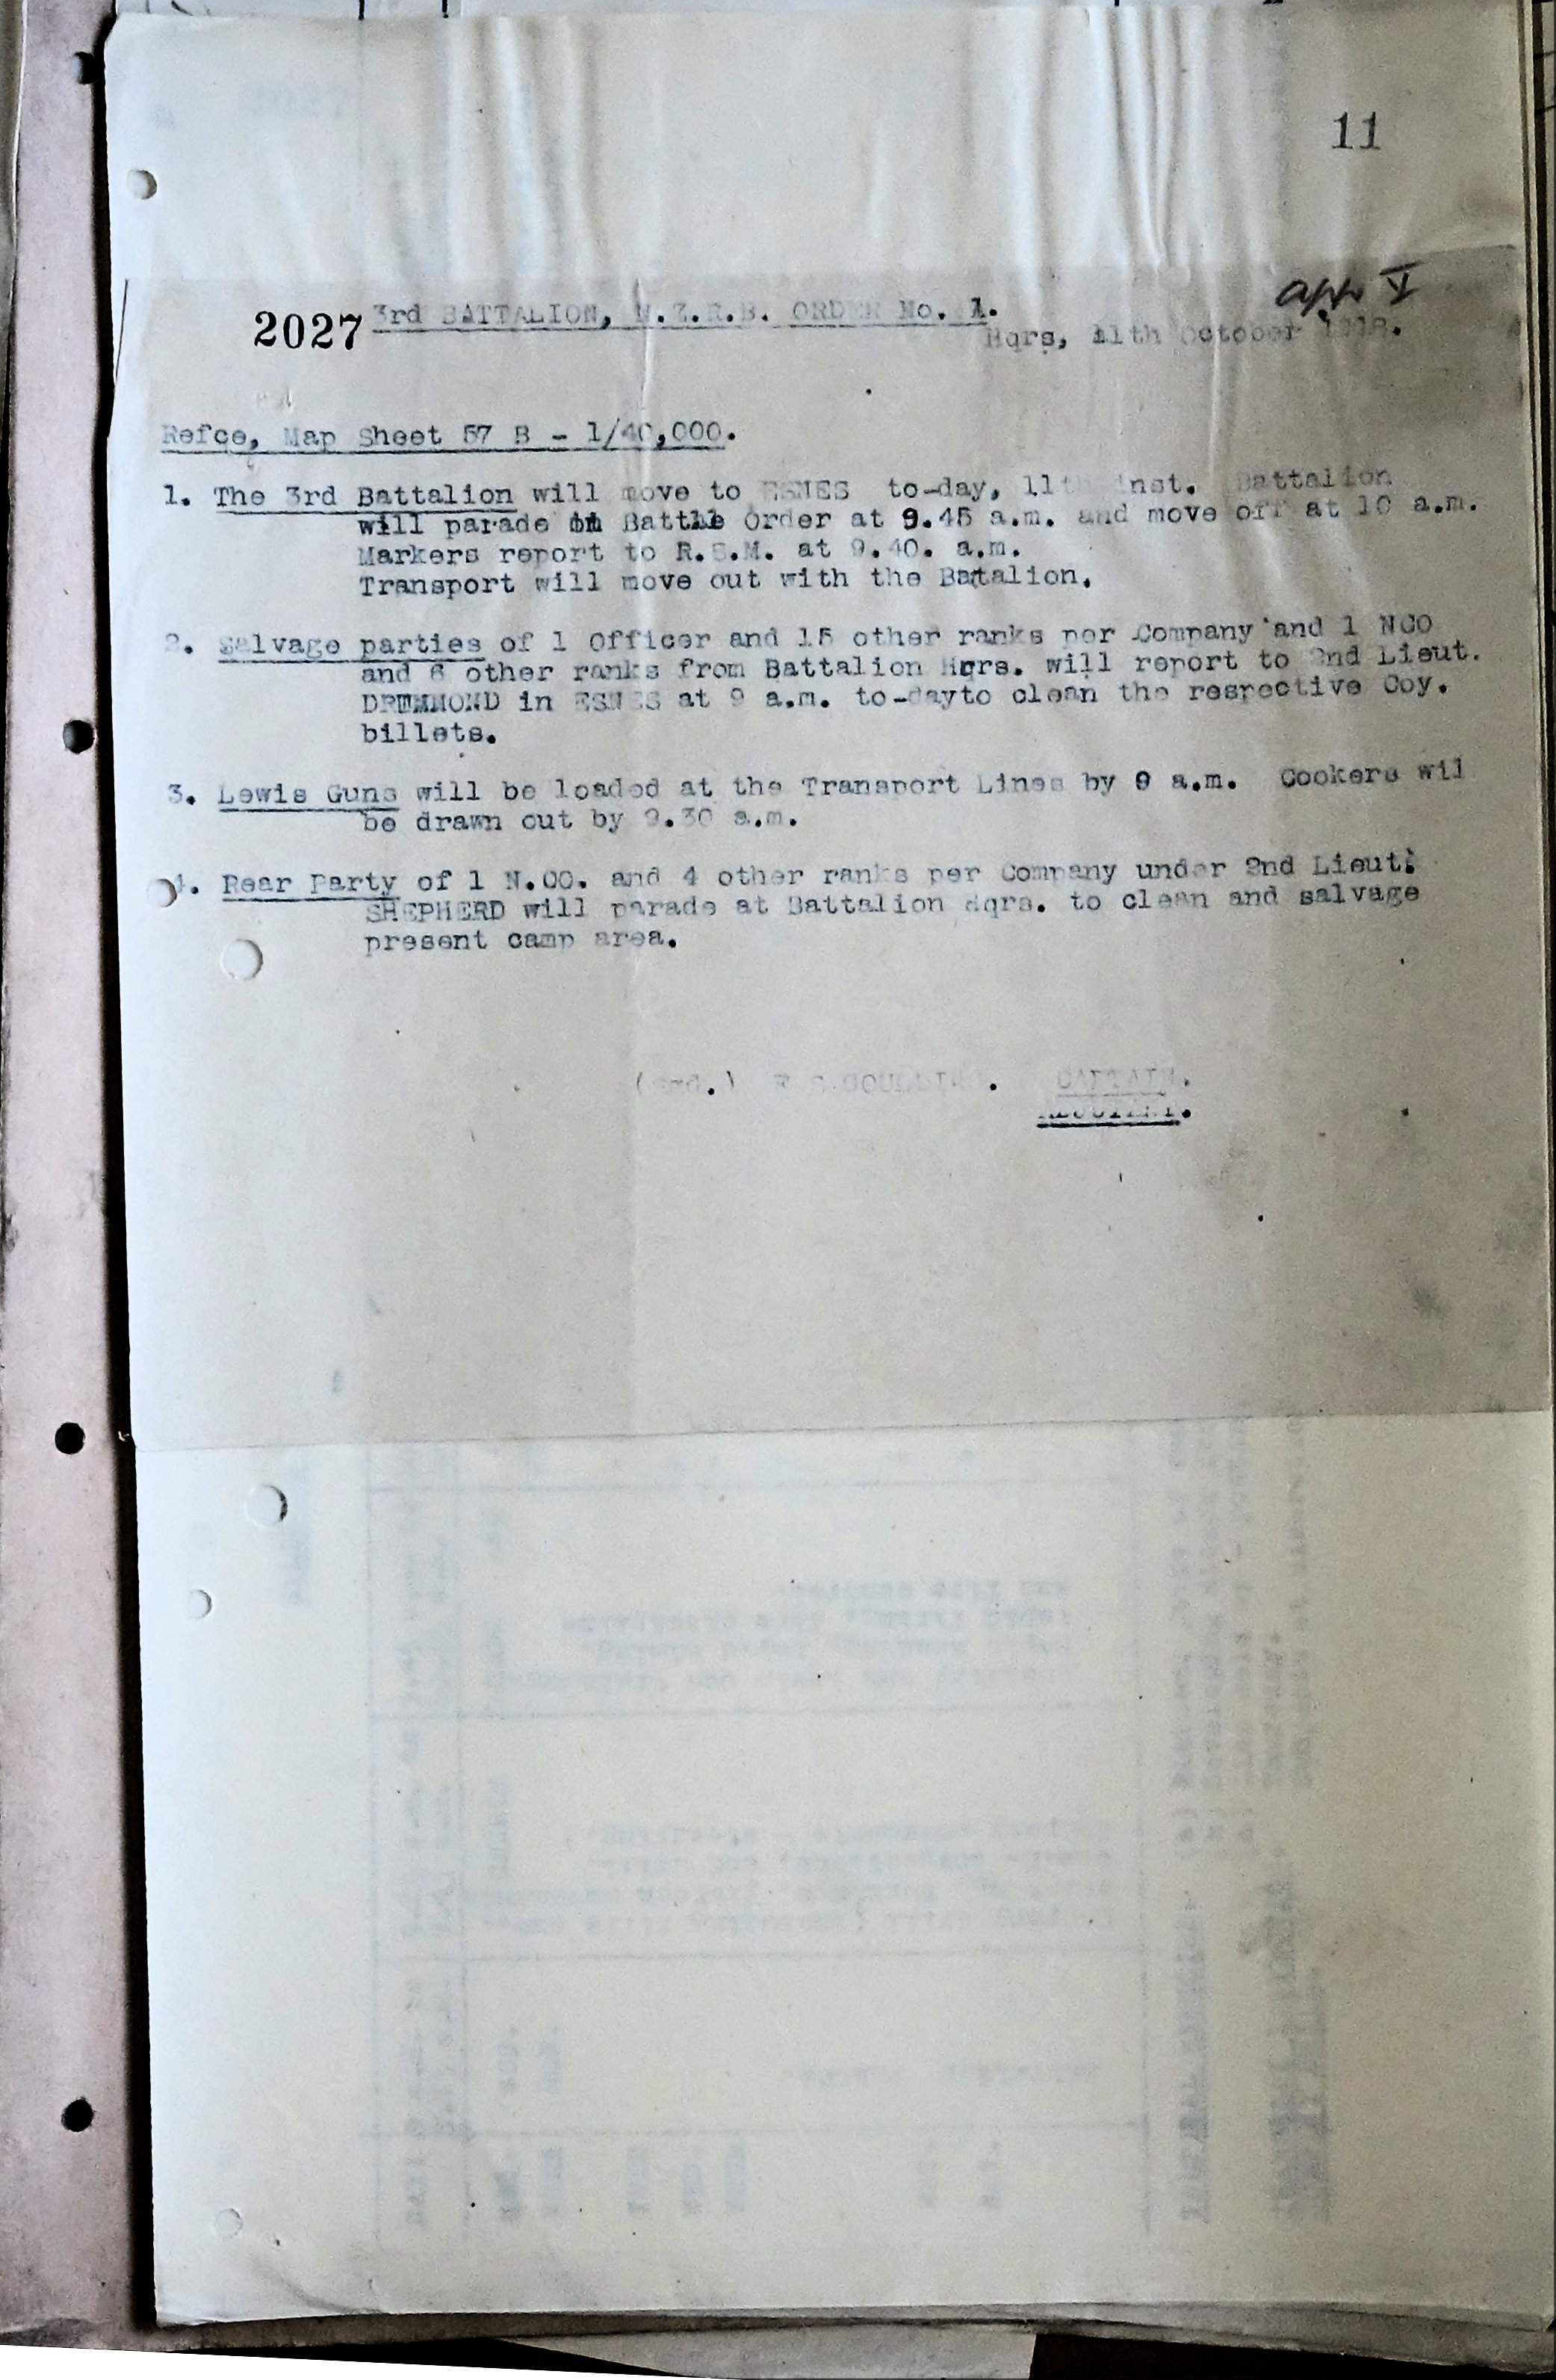 11
app V
2027
3rd BATTALION, N.Z.R.B. ORDER No. 1.
Hqrs, 11th October 1918.
Refce, Map Sheet 57 B - 1/40,000.
1. The 3rd Battalion will move to ESNES to-day, 11th inst. Battalion
will parade in Battle Order at 9.45 a.m. and move off at 10 a.m.
Markers report to R.S.M. at 9.40. a.m.
Transport will move out with the Battalion.
2. Salvage parties of 1 Officer and 15 other ranks per Company and 1 NCO
and 6 other ranks from Battalion Hqrs. will report to 2nd Lieut.
DRUMMOND in ESNES at 9 a.m. to-dayto clean the respective Coy.
billets.
3. Lewis Guns will be loaded at the Transport Lines by 9 a.m. Cookers wil
be drawn out by 9.30 a.m.
4. Rear Party of 1 N.CO. and 4 other ranks per Company under 2nd Lieut.
SHEPHERD will parade at Battalion Hqrs. to clean and salvage
present camp area.
(sgd.) CAPTAIN.
ADJUTANT.